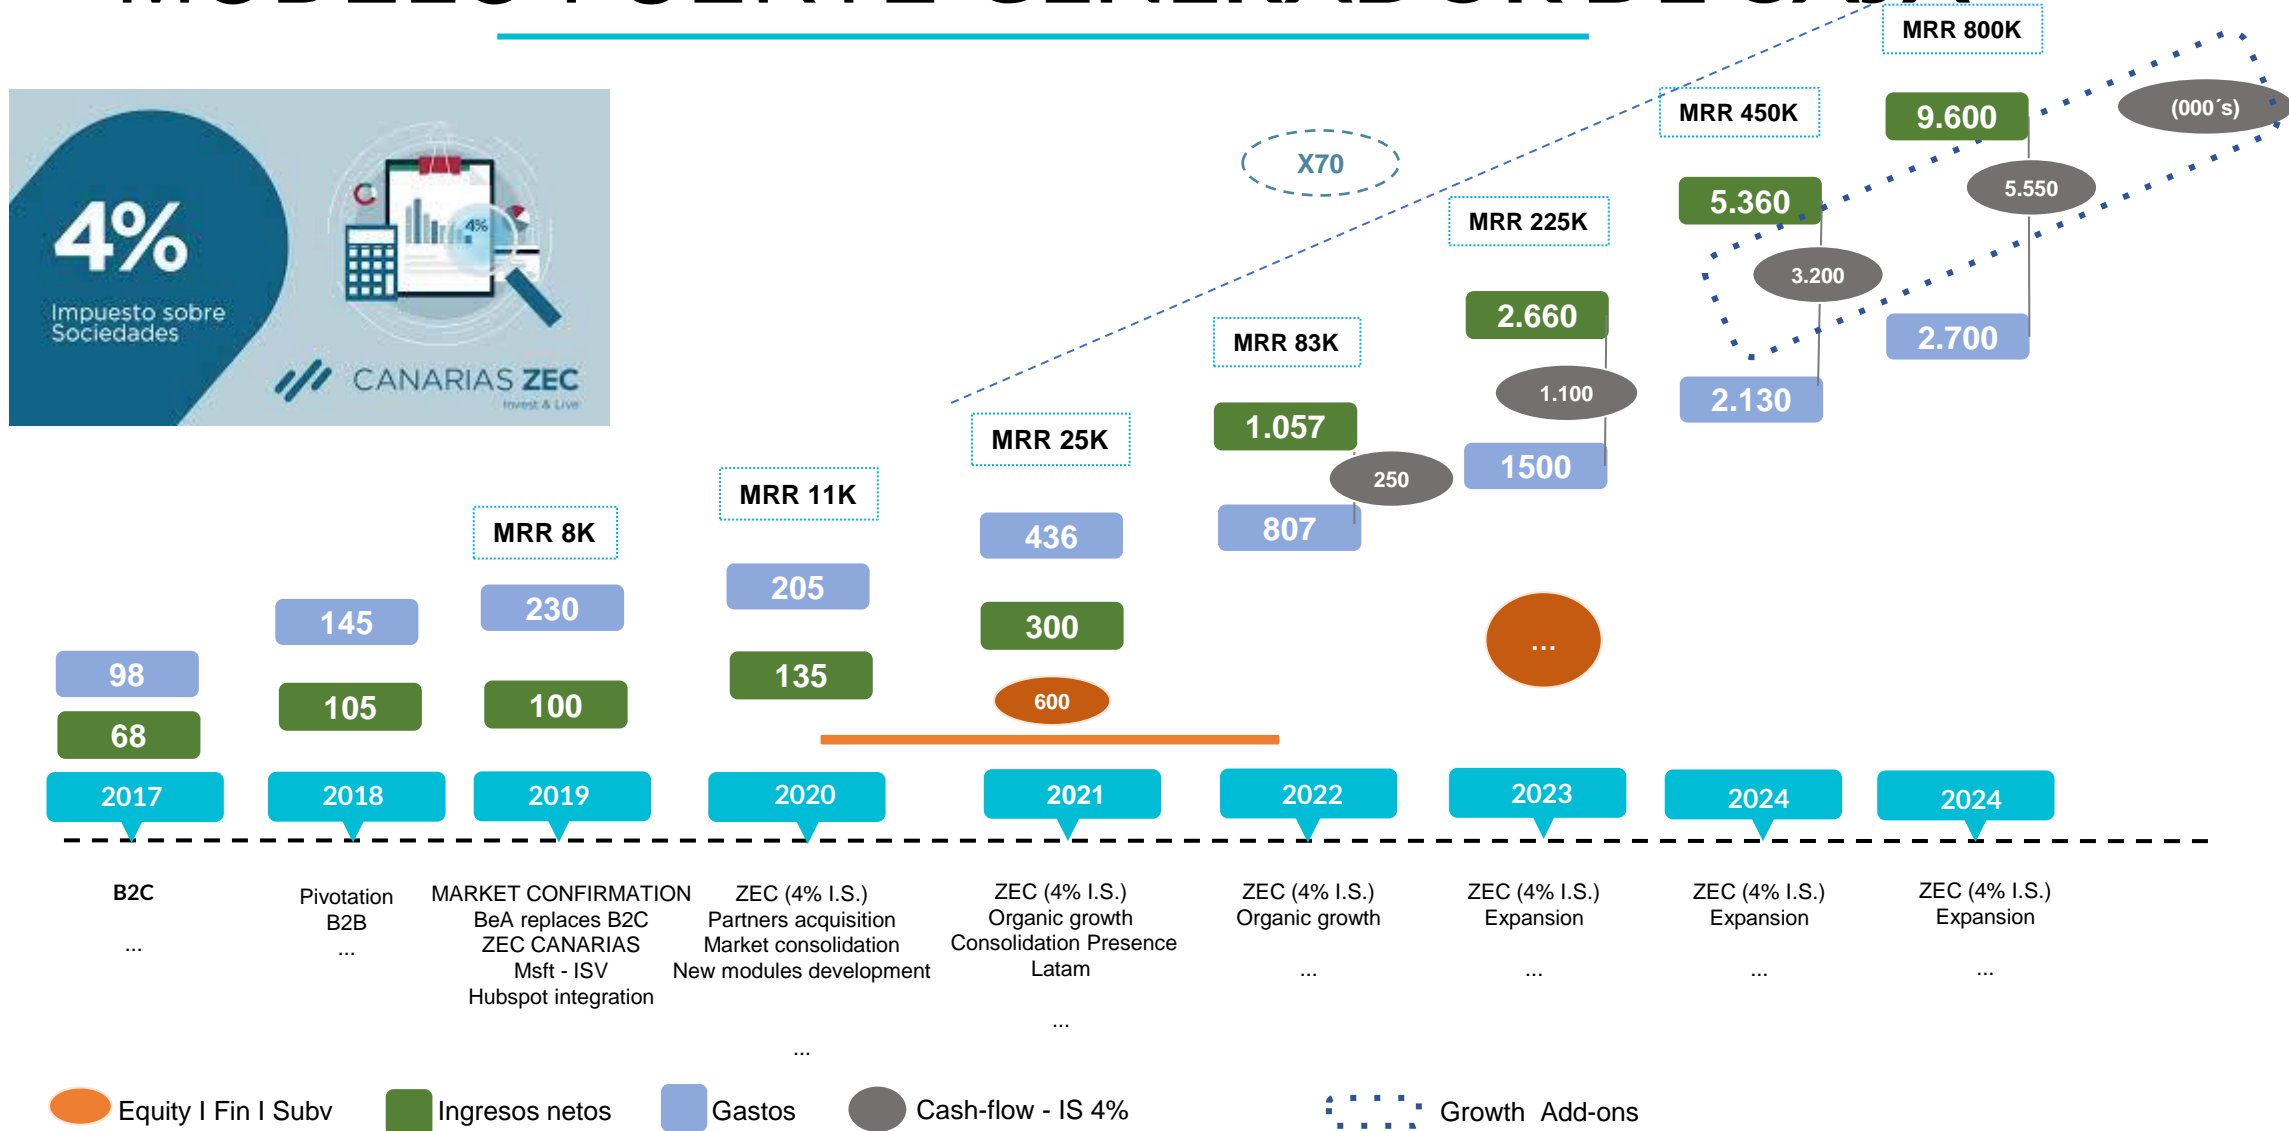 MODELO FUERTE GENERADOR DE CAJA
MRR 800K
(000´s)
MRR 450K
9.600
4%
Impuesto sobre
Sociedades
4%
CANARIAS ZEC
Invest & Live
X70
5.550
MRR 225K
5.360
3.200
2.660
2.700
MRR 83K
1.100
2.130
MRR 25K
1.057
250
1500
MRR 11K
807
MRR 8K
436
205
230
145
300
...
98
135
105
100
68
600
2017
2018
2019
2020
2021
2022
2023
2024
2024
B2C
...
Pivotation
B2B
...
MARKET CONFIRMATION
BeA replaces B2C
ZEC CANARIAS
Msft - ISV
Hubspot integration
ZEC (4% I.S.)
Partners acquisition
Market consolidation
New modules development
...
ZEC (4% I.S.)
Organic growth
Consolidation Presence
Latam
...
ZEC (4% I.S.)
Organic growth
...
ZEC (4% I.S.)
Expansion
...
ZEC (4% I.S.)
Expansion
...
ZEC (4% I.S.)
Expansion
...
Equity I Fin I Subv
Ingresos netos
Gastos
Cash-flow - IS 4%
Growth Add-ons